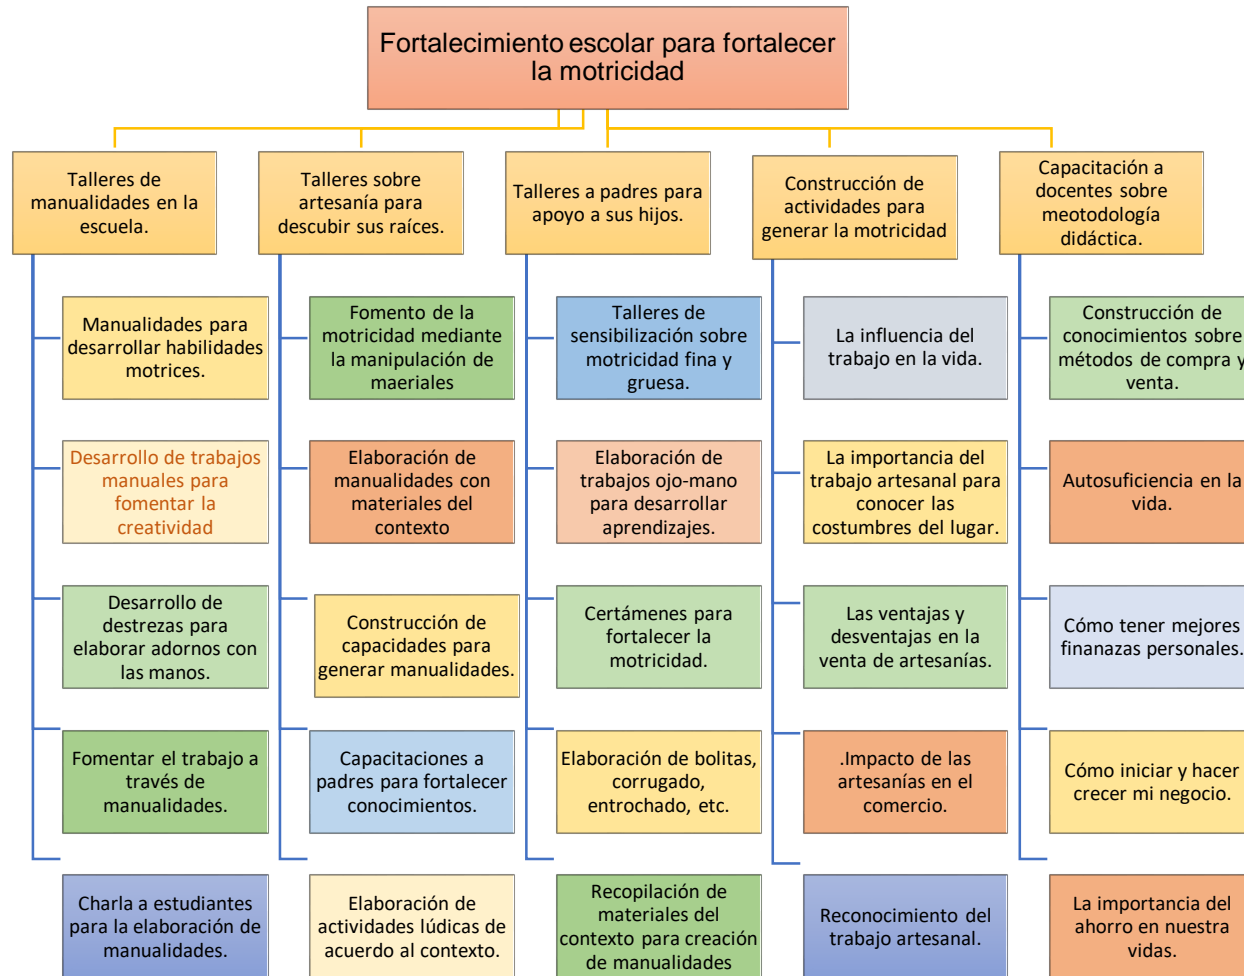 Fortalecimiento escolar para fortalecer
la motricidad
Talleres de
manualidades en la
escuela.
Talleres sobre
artesanía para
descubir sus raíces.
Talleres a padres para
apoyo a sus hijos.
Construcción de
actividades para
generar la motricidad
Capacitación a
docentes sobre
meotodología
didáctica.
Manualidades para
desarrollar habilidades
motrices.
Fomento de la
motricidad mediante
la manipulación de
maeriales
Talleres de
sensibilización sobre
motricidad fina y
gruesa.
La influencia del
trabajo en la vida.
Construcción de
conocimientos sobre
métodos de compra y
venta.
Desarrollo de trabajos
manuales para
fomentar la
creatividad
Elaboración de
manualidades con
materiales del
contexto
Elaboración de
trabajos ojo-mano
para desarrollar
aprendizajes.
La importancia del
trabajo artesanal para
conocer las
costumbres del lugar.
Autosuficiencia en la
vida.
Desarrollo de
destrezas para
elaborar adornos con
las manos.
Construcción de
capacidades para
generar manualidades.
Certámenes para
fortalecer la
motricidad.
Las ventajas y
desventajas en la
venta de artesanías.
Cómo tener mejores
finanazas personales.
Fomentar el trabajo a
través de
manualidades.
Capacitaciones a
padres para fortalecer
conocimientos.
Elaboración de bolitas,
corrugado,
entrochado, etc.
.Impacto de las
artesanías en el
comercio.
Cómo iniciar y hacer
crecer mi negocio.
Charla a estudiantes
para la elaboración de
manualidades.
Elaboración de
actividades lúdicas de
acuerdo al contexto.
Recopilación de
materiales del
contexto para creación
de manualidades
Reconocimiento del
trabajo artesanal.
La importancia del
ahorro en nuestra
vidas.